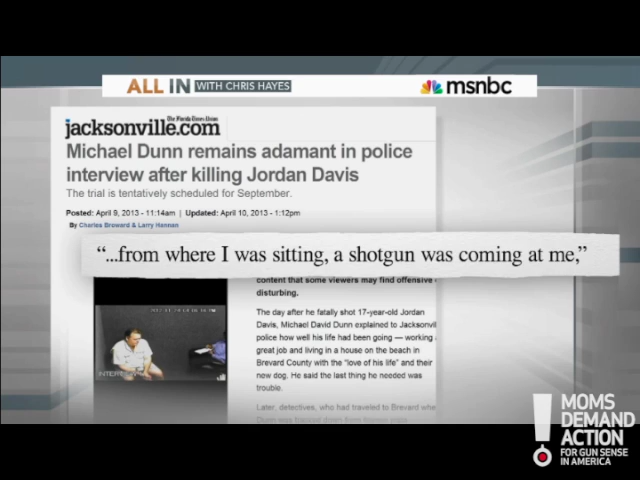 ALL IN WITH CHRIS HAYES msnbc
The Florida Times-Union
jacksonville.com
Michael Dunn remains adamant in police
interview after killing Jordan Davis
The trial is tentatively scheduled for September.
Posted: April 9, 2013 - 11:14am | Updated: April 10, 2013 - 1:12pm
By Charles Broward & Larry Hannan
“...from where I was sitting, a shotgun was coming at me,”
content that some viewers may find offensive
disturbing.
The day after he fatally shot 17-year-old Jordan
Davis, Michael David Dunn explained to Jacksonvil
police how well his life had been going — working
great job and living in a house on the beach in
Brevard County with the “love of his life” and their
new dog. He said the last thing he needed was
trouble.
Later, detectives, who had traveled to Brevard whe
MOMS
DEMAND
ACTION
FOR GUN SENSE
IN AMERICA